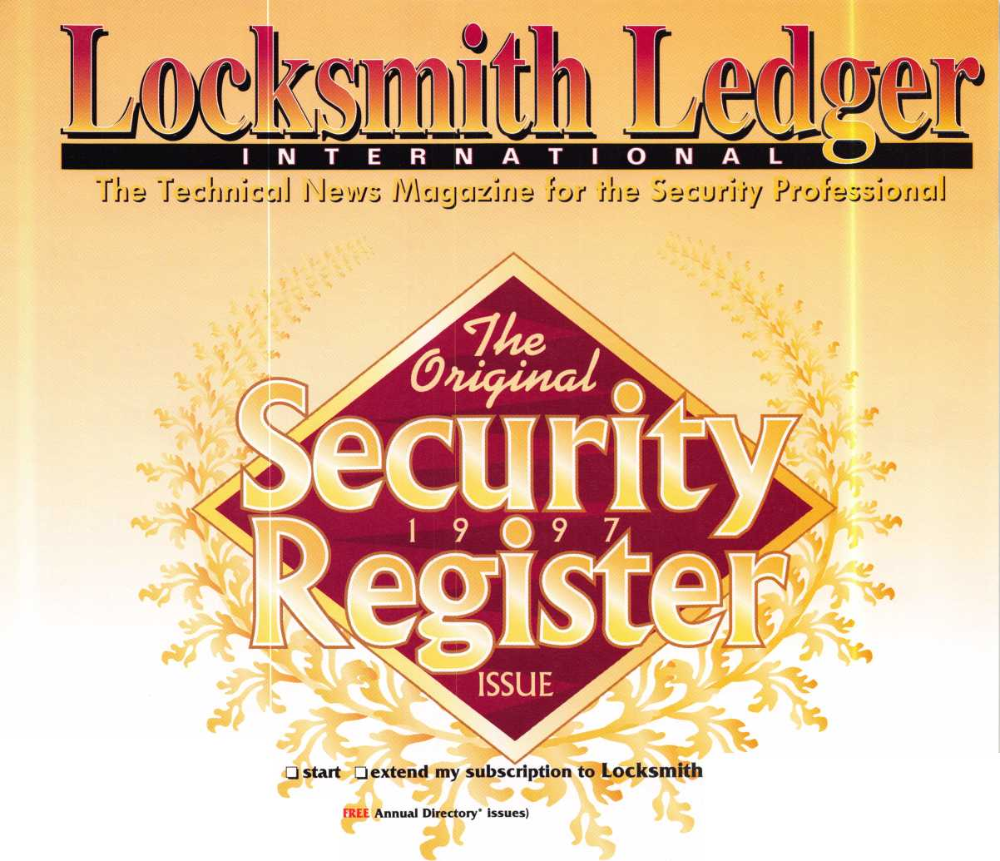 Locksmith Ledger
INTERNATIONAL
The Technical News Magazine for the Security Professional
The
Original
Security
1997
Register
ISSUE
❏ start ❏ extend my subscription to Locksmith
FREE Annual Directory* issues)